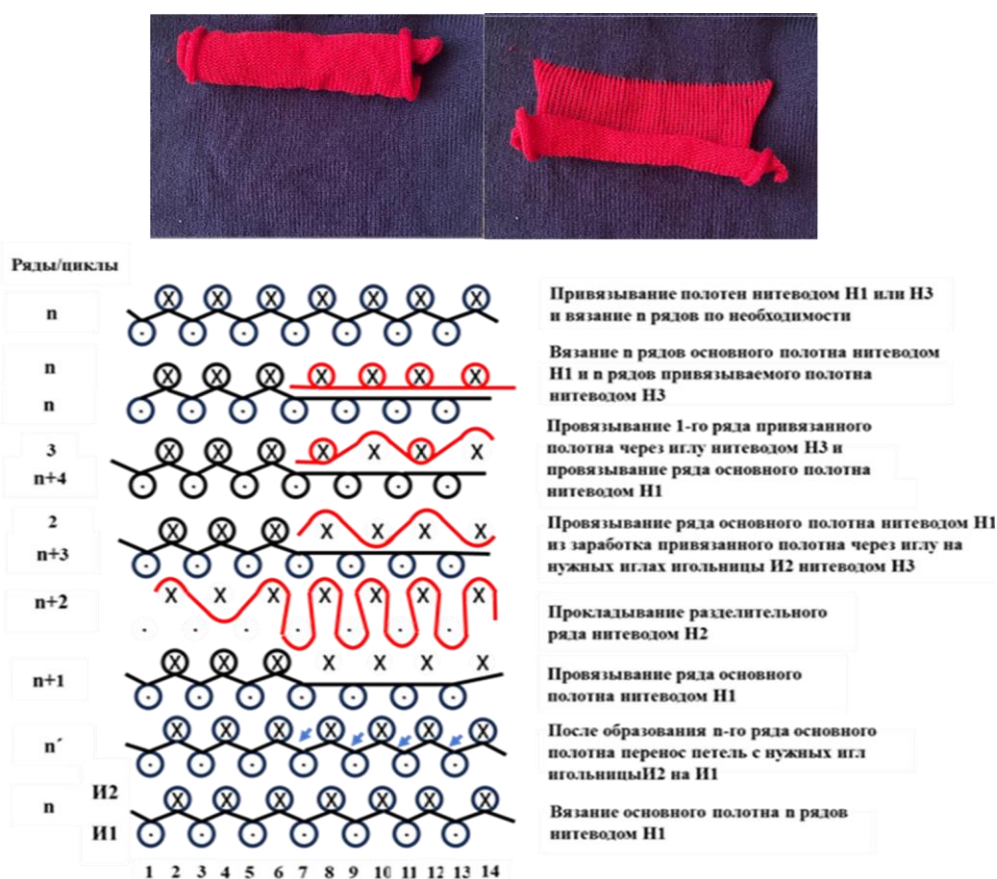 Ряды/циклы
n
Привязывание полотен нитеводом Н1 или Н3
и вязание n рядов по необходимости
n
n
Вязание n рядов основного полотна нитеводом
Н1 и n рядов привязываемого полотна
нитеводом Н3
3
n+4
Провязывание 1-го ряда привязанного
полотна через иглу нитеводом Н3 и
провязывание ряда основного полотна
нитеводом Н1
2
n+3
Провязывание ряда основного полотна нитеводом Н1
из заработка привязанного полотна через иглу на
нужных иглах игольницы И2 нитеводом Н3
n+2
Прокладывание разделительного
ряда нитеводом Н2
n+1
Провязывание ряда основного
полотна нитеводом Н1
n´
После образования n-го ряда основного
полотна перенос петель с нужных игл
игольницыИ2 на И1
n
И2
И1
Вязание основного полотна n рядов
нитеводом Н1
1 2 3 4 5 6 7 8 9 10 11 12 13 14